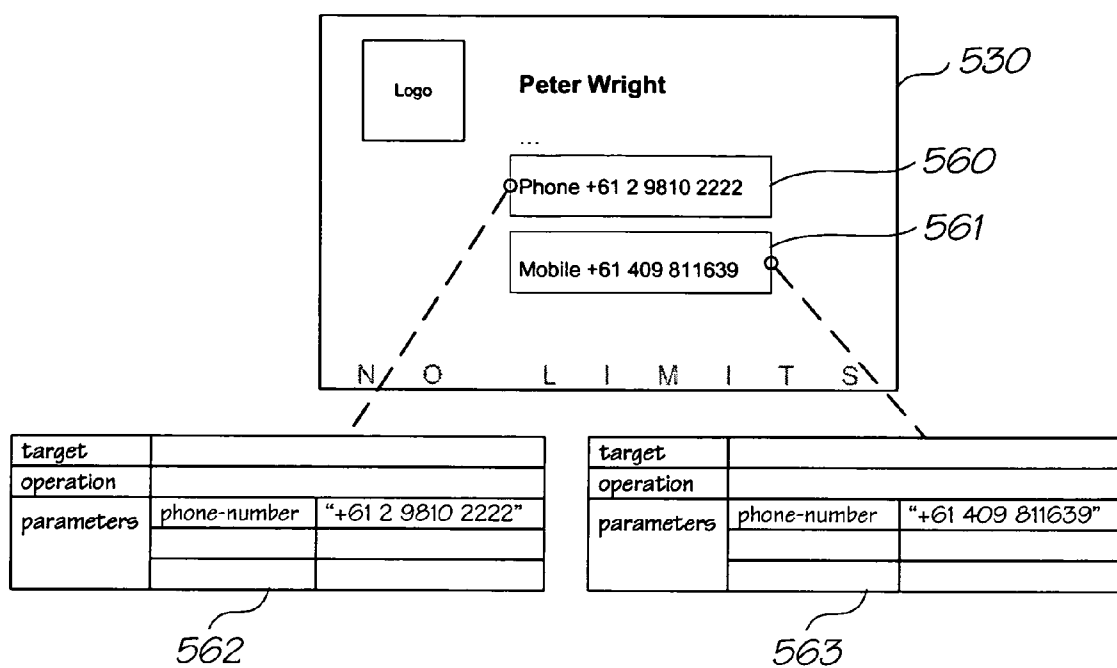 530
Logo
Peter Wright
...
560
Phone +61 2 9810 2222
561
Mobile +61 409 811639
N O L I M I T S
target
operation
parameters phone-number "+61 2 9810 2222"
562
target
operation
parameters phone-number "+61 409 811639"
563